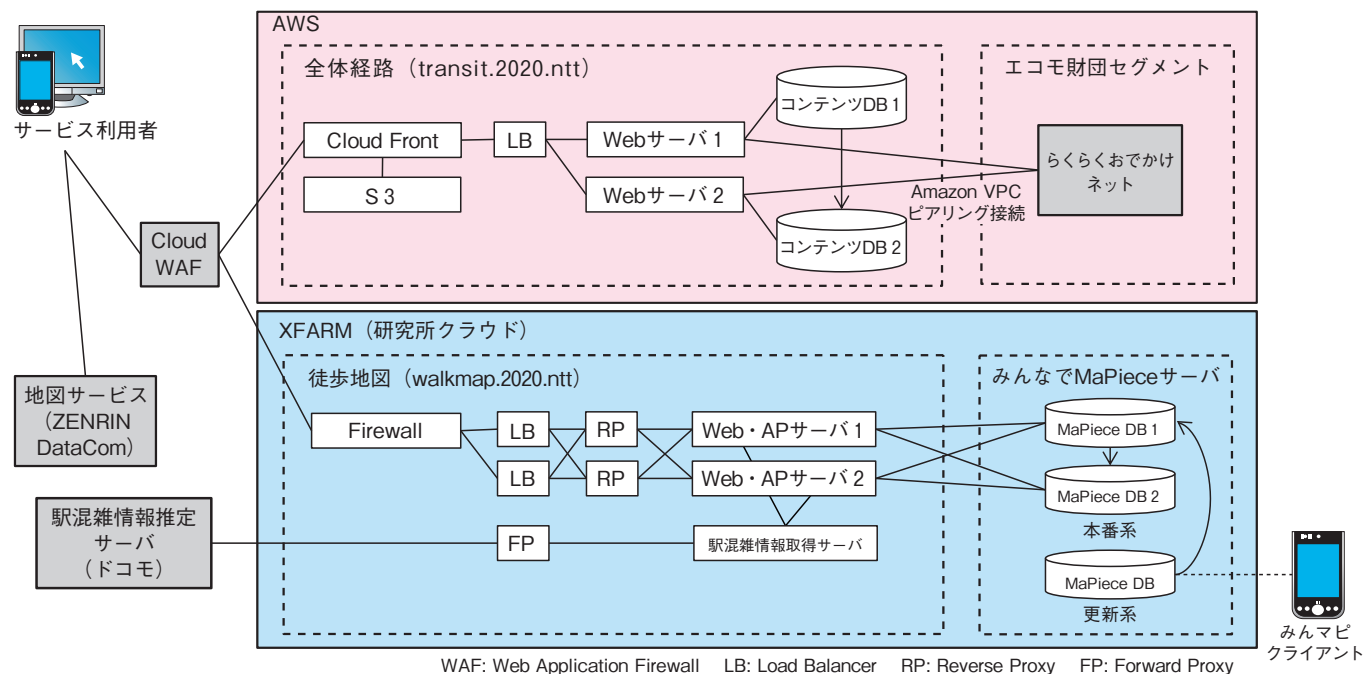 AWS
全体経路（transit.2020.ntt）
エコモ財団セグメント
サービス利用者
コンテンツDB 1
Cloud Front
LB
Webサーバ 1
らくらくおでかけ
ネット
S 3
Webサーバ 2
Amazon VPC
ピアリング接続
コンテンツDB 2
Cloud
WAF
XFARM（研究所クラウド）
徒歩地図（walkmap.2020.ntt）
みんなでMaPieceサーバ
地図サービス
（ZENRIN
DataCom）
Firewall
LB
RP
Web・APサーバ 1
MaPiece DB 1
LB
RP
Web・APサーバ 2
MaPiece DB 2
本番系
駅混雑情報推定
サーバ
（ドコモ）
FP
駅混雑情報取得サーバ
MaPiece DB
更新系
みんマピ
クライアント
WAF: Web Application Firewall LB: Load Balancer RP: Reverse Proxy FP: Forward Proxy